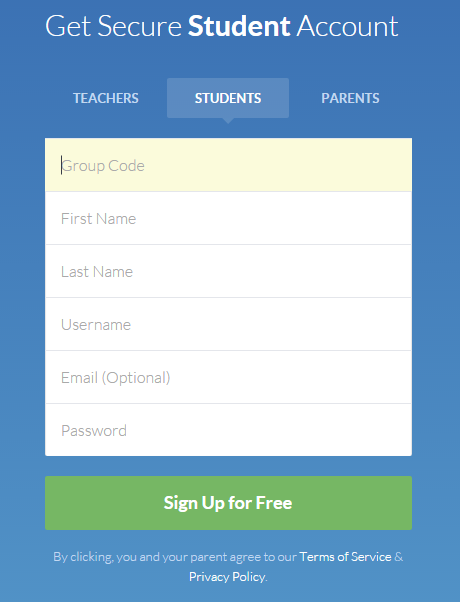 Get Secure Student Account
TEACHERS STUDENTS PARENTS
Group Code
First Name
Last Name
Username
Email (Optional)
Password
Sign Up for Free
By clicking, you and your parent agree to our Terms of Service &
Privacy Policy.